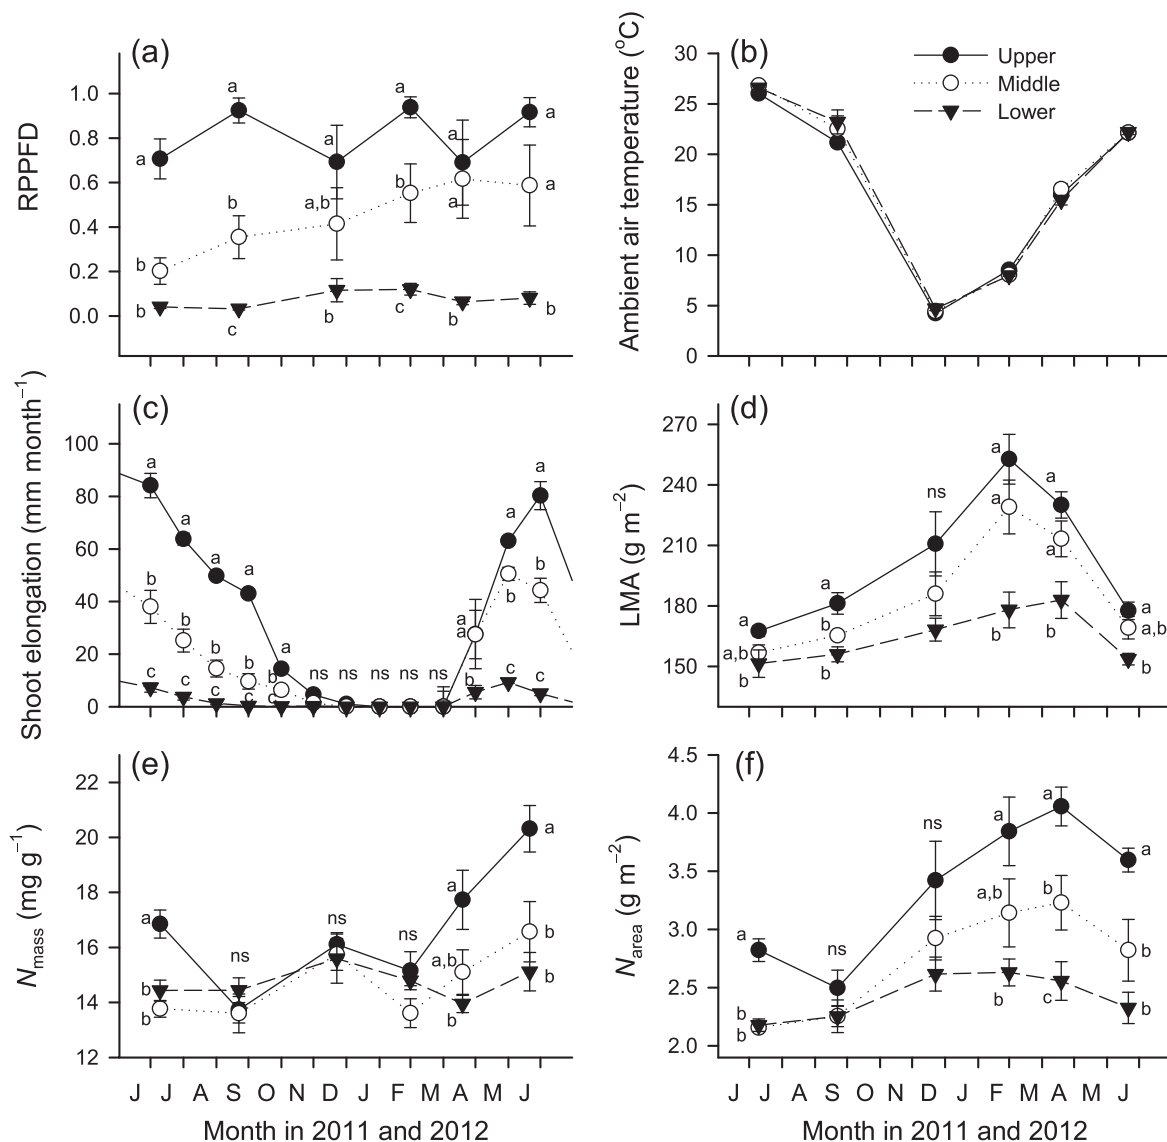 (a)
RPPFD
1.0
0.8
0.6
0.4
0.2
0.0
a
a
a
a
a
a
b
b
a,b
b
a
a
b
c
b
c
b
b
(b)
Ambient air temperature (°C)
30
25
20
15
10
5
0
Upper
Middle
Lower
(c)
Shoot elongation (mm month⁻¹)
100
80
60
40
20
0
a
a
a
a
a
ns
ns
ns
ns
ns
a
a
a
b
b
b
b
b
a
b
b
c
c
c
c
c
b
c
c
(d)
LMA (g m⁻²)
270
240
210
180
150
a
a
ns
a
a
a
a,b
b
a
a
a,b
b
b
b
b
b
(e)
N mass (mg g⁻¹)
22
20
18
16
14
12
a
ns
ns
ns
a
a
b
b
a,b
b
b
b
(f)
N area (g m⁻²)
4.5
4.0
3.5
3.0
2.5
2.0
a
ns
ns
a
a
a
b
b
a,b
b
b
b
c
b
J J A S O N D J F M A M J
Month in 2011 and 2012
J J A S O N D J F M A M J
Month in 2011 and 2012